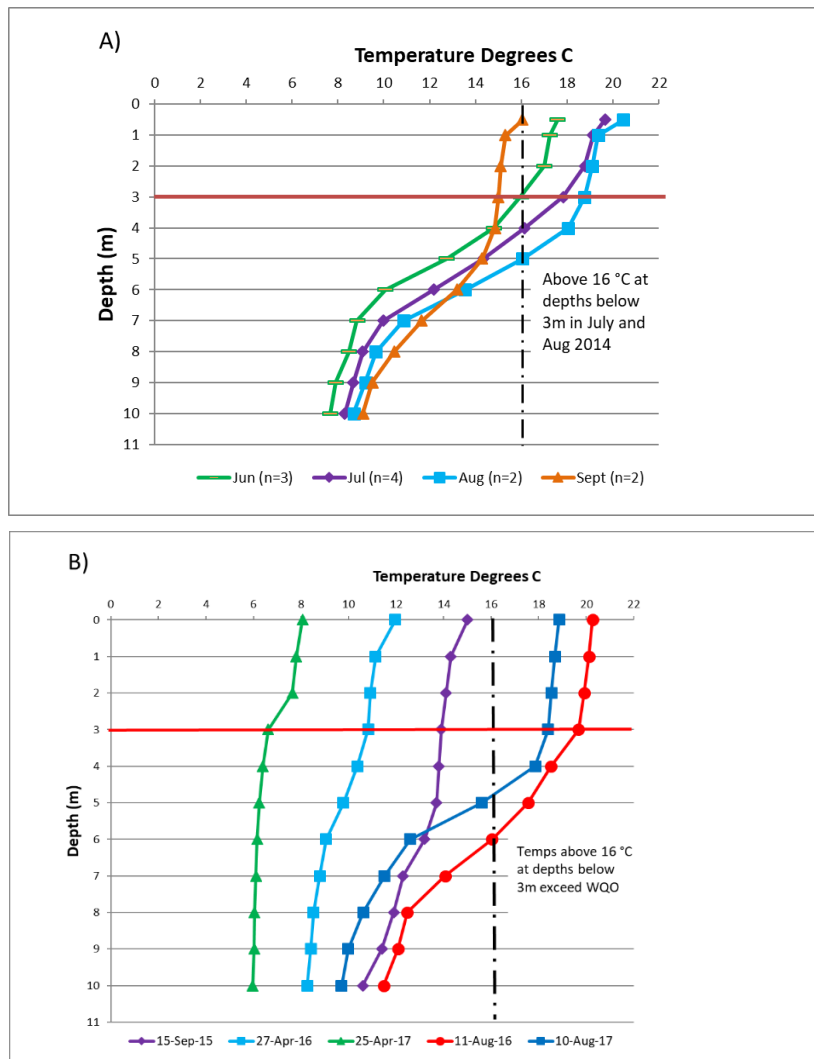 A)
Temperature Degrees C
0 2 4 6 8 10 12 14 16 18 20 22
0
1
2
3
4
5
6
7
8
9
10
11
Depth (m)
Above 16 °C at
depths below
3m in July and
Aug 2014
Jun (n=3) Jul (n=4) Aug (n=2) Sept (n=2)
B)
Temperature Degrees C
0 2 4 6 8 10 12 14 16 18 20 22
0
1
2
3
4
5
6
7
8
9
10
11
Depth (m)
Temps above 16 °C
at depths below
3m exceed WQO
15-Sep-15 27-Apr-16 25-Apr-17 11-Aug-16 10-Aug-17